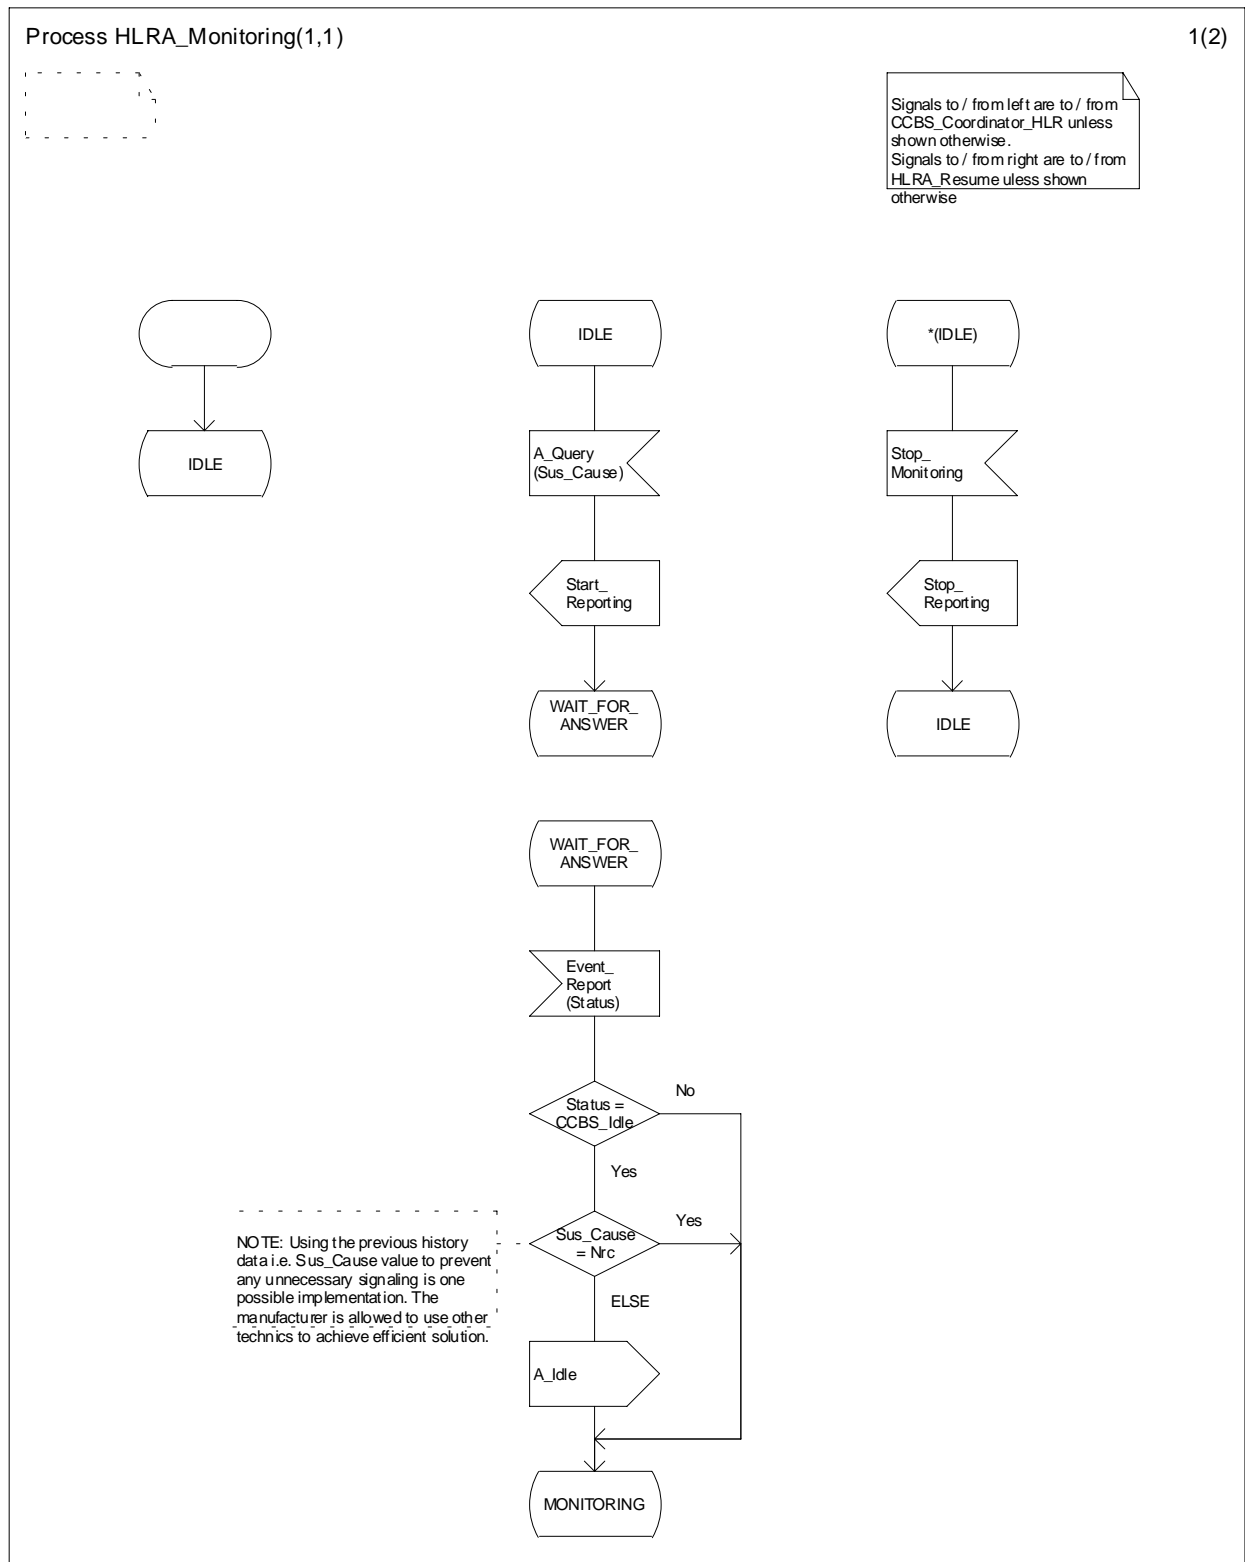 Process HLRA_Monitoring(1,1)
1(2)
Signals to / from left are to / from
CCBS_Coordinator_HLR unless
shown otherwise.
Signals to / from right are to / from
HLRA_Resume uless shown
otherwise
IDLE
IDLE
A_Query
(Sus_Cause)
Start_
Reporting
WAIT_FOR_
ANSWER
*(IDLE)
Stop_
Monitoring
Stop_
Reporting
IDLE
WAIT_FOR_
ANSWER
Event_
Report
(Status)
Status =
CCBS_Idle
No
Yes
Sus_Cause
= Nrc
Yes
NOTE: Using the previous history
data i.e. Sus_Cause value to prevent
any unnecessary signaling is one
possible implementation. The
manufacturer is allowed to use other
technics to achieve efficient solution.
ELSE
A_Idle
MONITORING